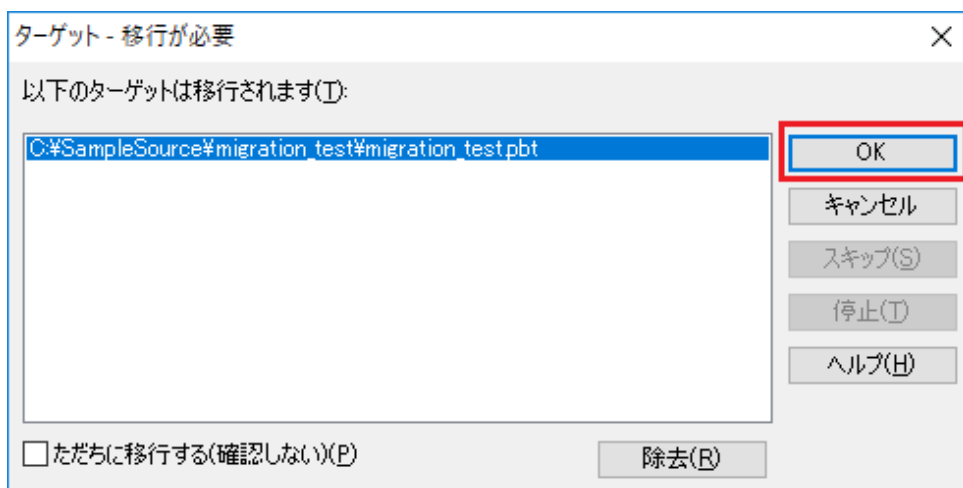 ターゲット - 移行が必要
以下のターゲットは移行されます(T):
C:¥SampleSource¥migration_test¥migration_test.pbt
OK
キャンセル
スキップ(S)
停止(T)
ヘルプ(H)
ただちに移行する(確認しない)(P)
除去(R)